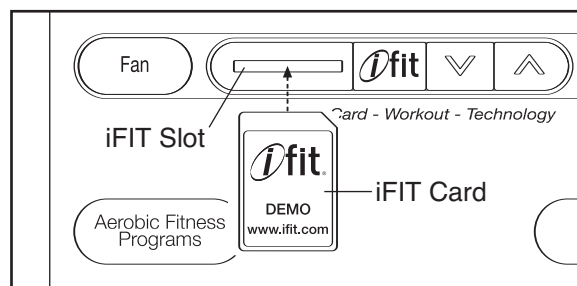 Fan
ifit
Card - Workout - Technology
iFIT Slot
ifit®
iFIT Card
DEMO
www.ifit.com
Aerobic Fitness
Programs